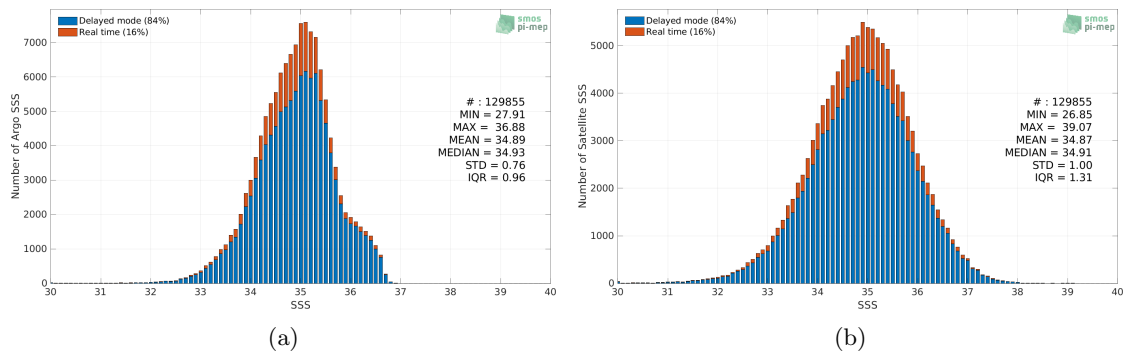 Delayed mode (84%)
Real time (16%)
smos
pi-mep
7000
6000
5000
4000
3000
2000
1000
0
Number of Argo SSS
# : 129855
MIN = 27.91
MAX = 36.88
MEAN = 34.89
MEDIAN = 34.93
STD = 0.76
IQR = 0.96
30 31 32 33 34 35 36 37 38 39 40
SSS
(a)
Delayed mode (84%)
Real time (16%)
smos
pi-mep
5000
4000
3000
2000
1000
0
Number of Satellite SSS
# : 129855
MIN = 26.85
MAX = 39.07
MEAN = 34.87
MEDIAN = 34.91
STD = 1.00
IQR = 1.31
30 31 32 33 34 35 36 37 38 39 40
SSS
(b)